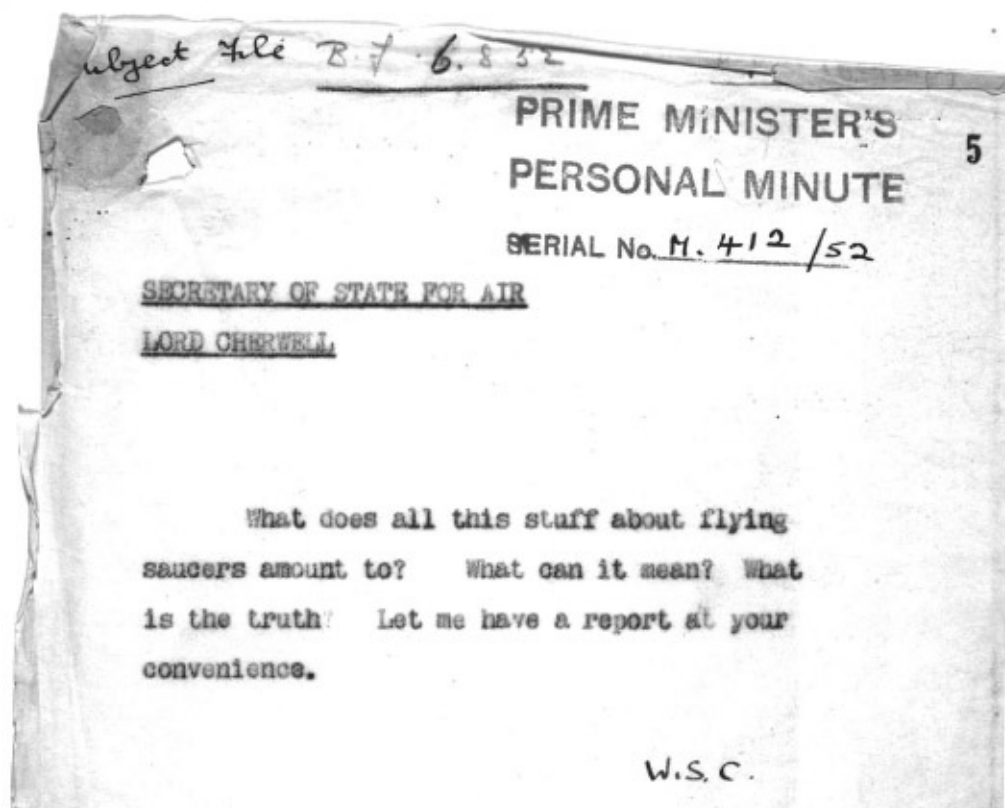 ubject File B.J 6.8 52
PRIME MiNISTER'S
5
PERSONAL MINUTE
SERIAL No. M. 412/52
SECRETARY OF STATE FOR AIR
LORD CHERWELL
What does all this stuff about flying
saucers amount to? What can it mean? What
is the truth? Let me have a report at your
convenience.
W.S.C.